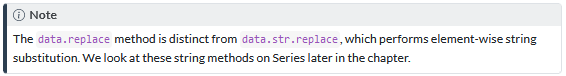 Note
The data.replace method is distinct from data.str.replace, which performs element-wise string
substitution. We look at these string methods on Series later in the chapter.